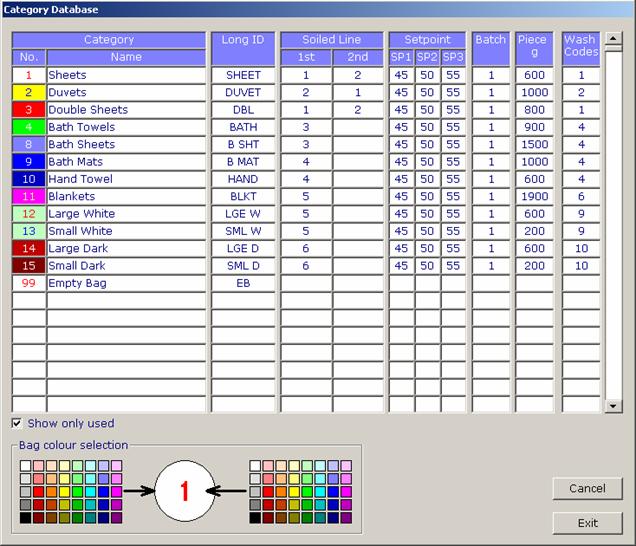 Category Database
Category Long ID Soiled Line Setpoint Batch Piece g Wash Codes
No. Name 1st 2nd SP1 SP2 SP3
1 Sheets SHEET 1 2 45 50 55 1 600 1
2 Duvets DUVET 2 1 45 50 55 1 1000 2
3 Double Sheets DBL 1 2 45 50 55 1 800 1
4 Bath Towels BATH 3 45 50 55 1 900 4
8 Bath Sheets B SHT 3 45 50 55 1 1500 4
9 Bath Mats B MAT 4 45 50 55 1 1000 4
10 Hand Towel HAND 4 45 50 55 1 600 4
11 Blankets BLKT 5 45 50 55 1 1900 6
12 Large White LGE W 5 45 50 55 1 600 9
13 Small White SML W 5 45 50 55 1 200 9
14 Large Dark LGE D 6 45 50 55 1 600 10
15 Small Dark SML D 6 45 50 55 1 200 10
99 Empty Bag EB
Show only used
Bag colour selection
1
Cancel
Exit